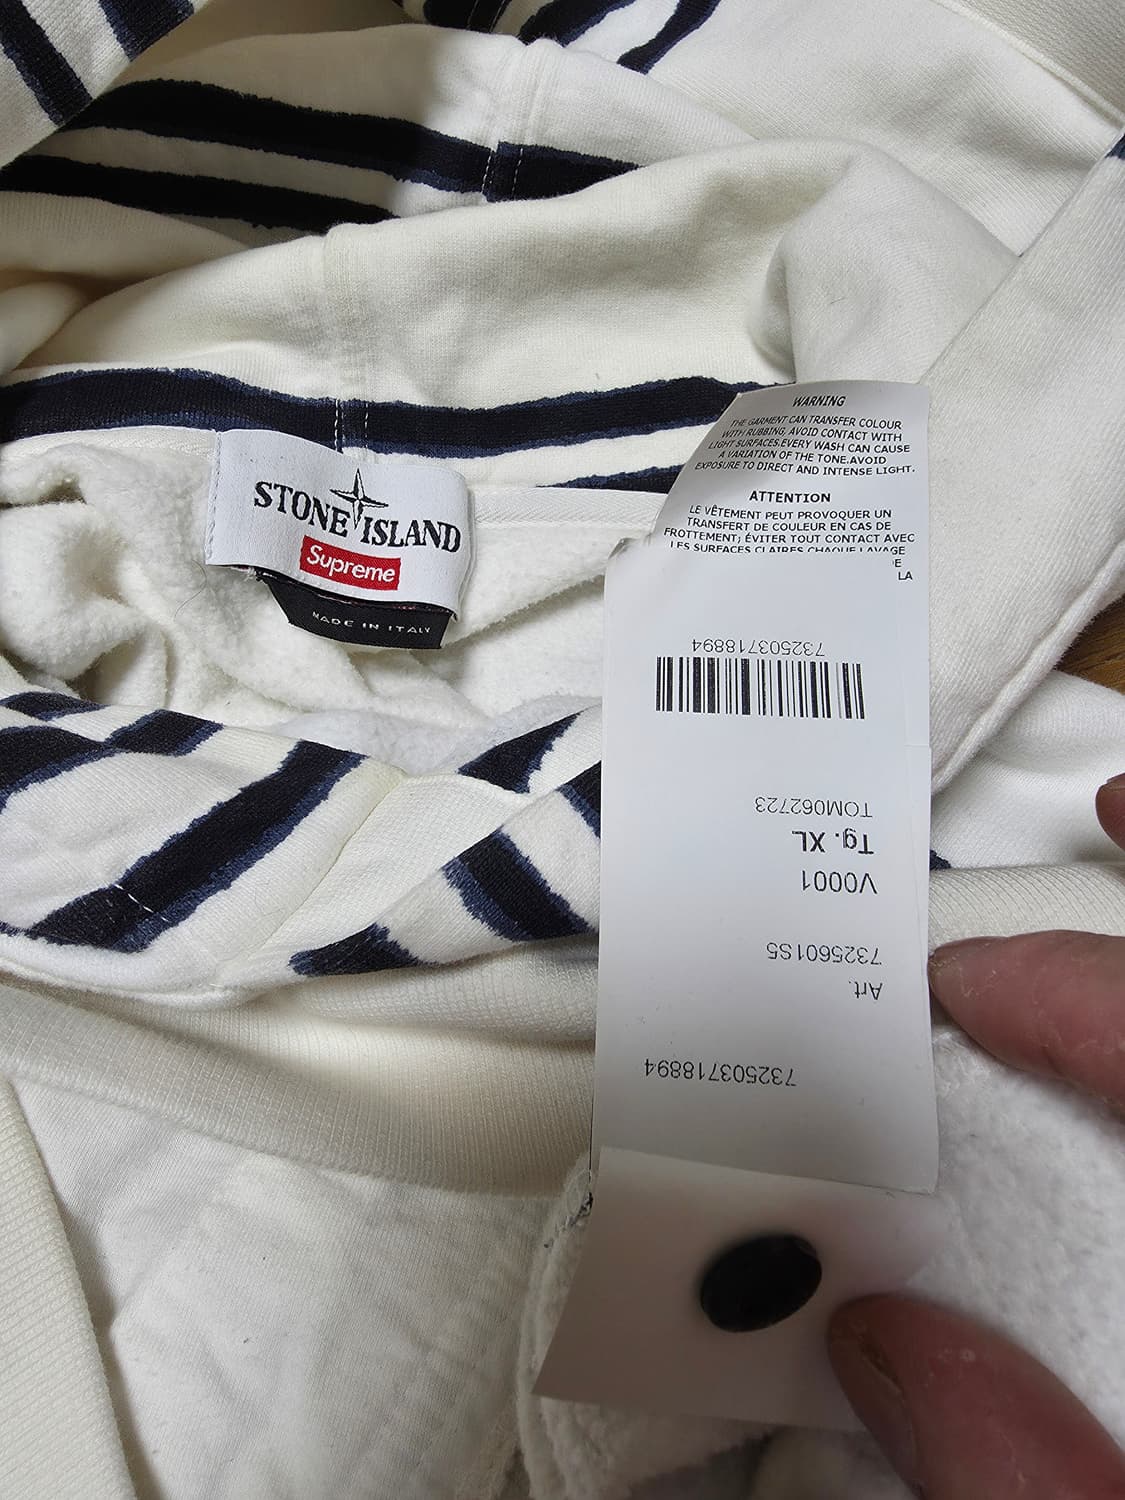 STONE ISLAND
Supreme
MADE IN ITALY
WARNING
THE GARMENT CAN TRANSFER COLOUR
WITH RUBBING, AVOID CONTACT WITH
LIGHT SURFACES.EVERY WASH CAN CAUSE
A VARIATION OF THE TONE.AVOID
EXPOSURE TO DIRECT AND INTENSE LIGHT.
ATTENTION
LE VÊTEMENT PEUT PROVOQUER UN
TRANSFERT DE COULEUR EN CAS DE
FROTTEMENT; ÉVITER TOUT CONTACT AVEC
LES SURFACES CLAIRES CHAQUE LAVAGE
LA
732503718894
Art.
7325601S5
V0001
Tg. XL
TOM062723
732503718894